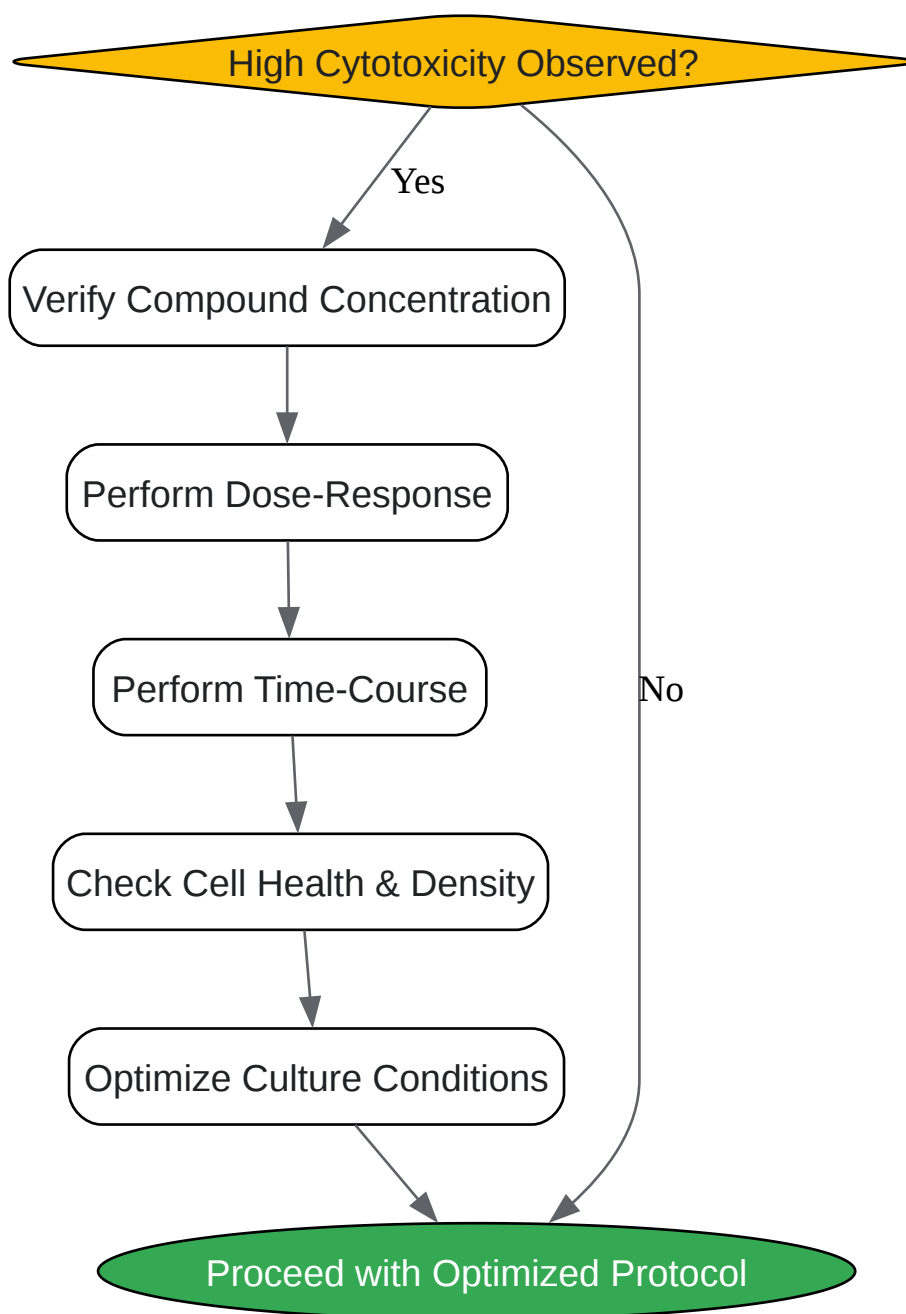 High Cytotoxicity Observed?
Yes
Verify Compound Concentration
Perform Dose-Response
Perform Time-Course
No
Check Cell Health & Density
Optimize Culture Conditions
Proceed with Optimized Protocol